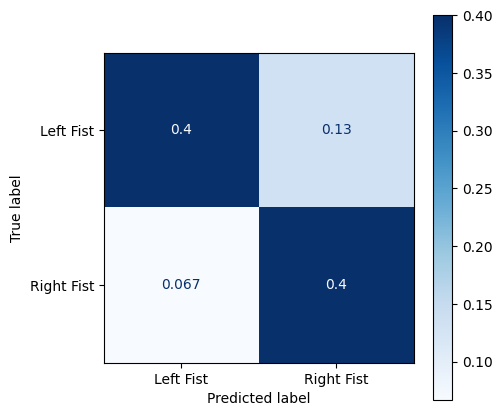 0.40
0.35
0.30
0.25
0.20
0.15
0.10
True label
Left Fist
0.4
0.13
Right Fist
0.067
0.4
Left Fist
Right Fist
Predicted label